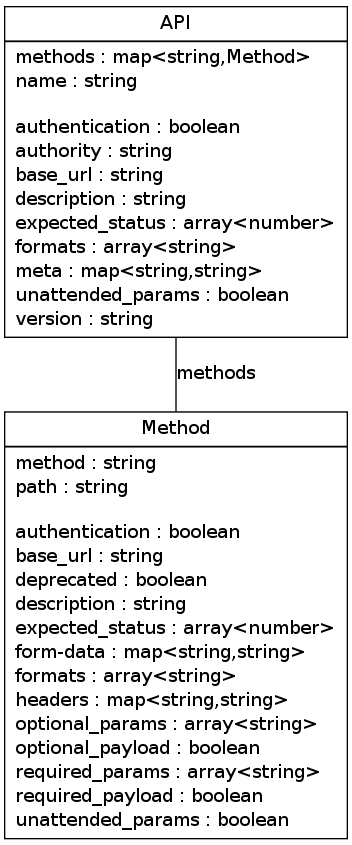 API
methods : map<string,Method>
name : string
authentication : boolean
authority : string
base_url : string
description : string
expected_status : array<number>
formats : array<string>
meta : map<string,string>
unattended_params : boolean
version : string
methods
Method
method : string
path : string
authentication : boolean
base_url : string
deprecated : boolean
description : string
expected_status : array<number>
form-data : map<string,string>
formats : array<string>
headers : map<string,string>
optional_params : array<string>
optional_payload : boolean
required_params : array<string>
required_payload : boolean
unattended_params : boolean